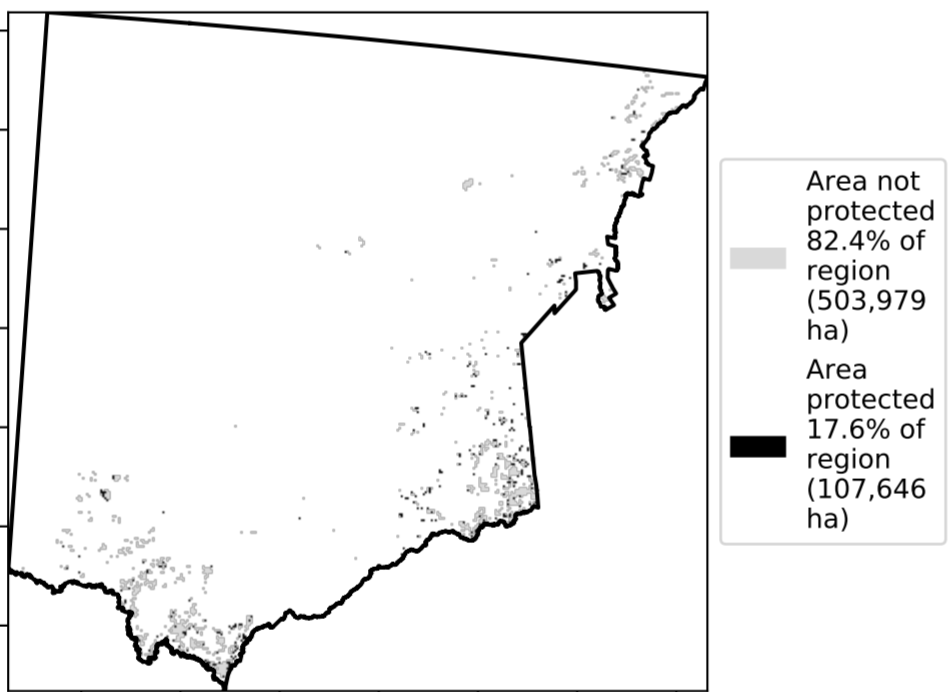 Area not
protected
82.4% of
region
(503,979
ha)
Area
protected
17.6% of
region
(107,646
ha)